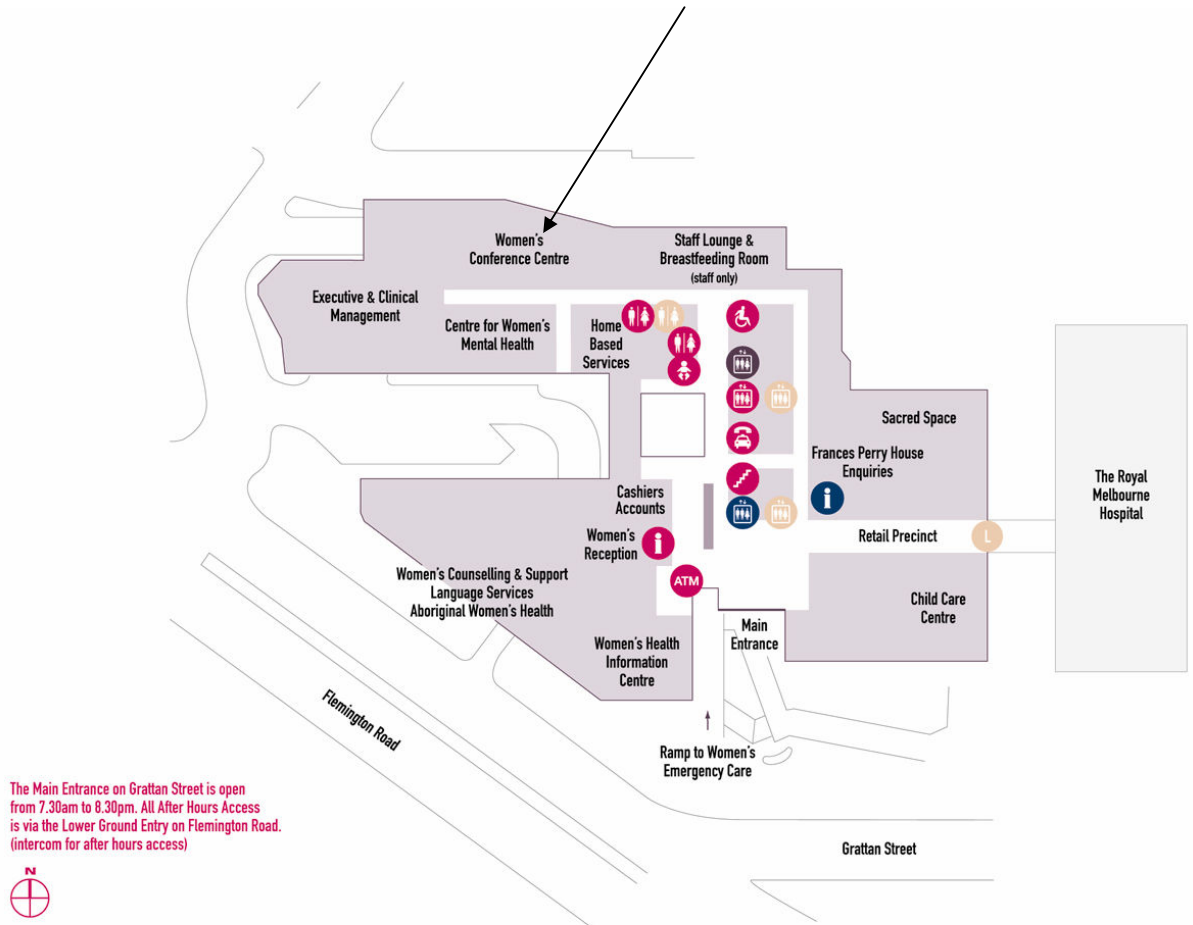 Women's
Conference Centre
Staff Lounge &
Breastfeeding Room
(staff only)
Executive & Clinical
Management
Centre for Women's
Mental Health
Home
Based
Services
Sacred Space
Frances Perry House
Enquiries
i
The Royal
Melbourne
Hospital
Cashiers
Accounts
Women's
Reception
i
Retail Precinct
L
ATM
Women's Counselling & Support
Language Services
Aboriginal Women's Health
Child Care
Centre
Main
Entrance
Women's Health
Information
Centre
Flemington Road
Ramp to Women's
Emergency Care
The Main Entrance on Grattan Street is open
from 7.30am to 8.30pm. All After Hours Access
is via the Lower Ground Entry on Flemington Road.
(intercom for after hours access)
Grattan Street
N